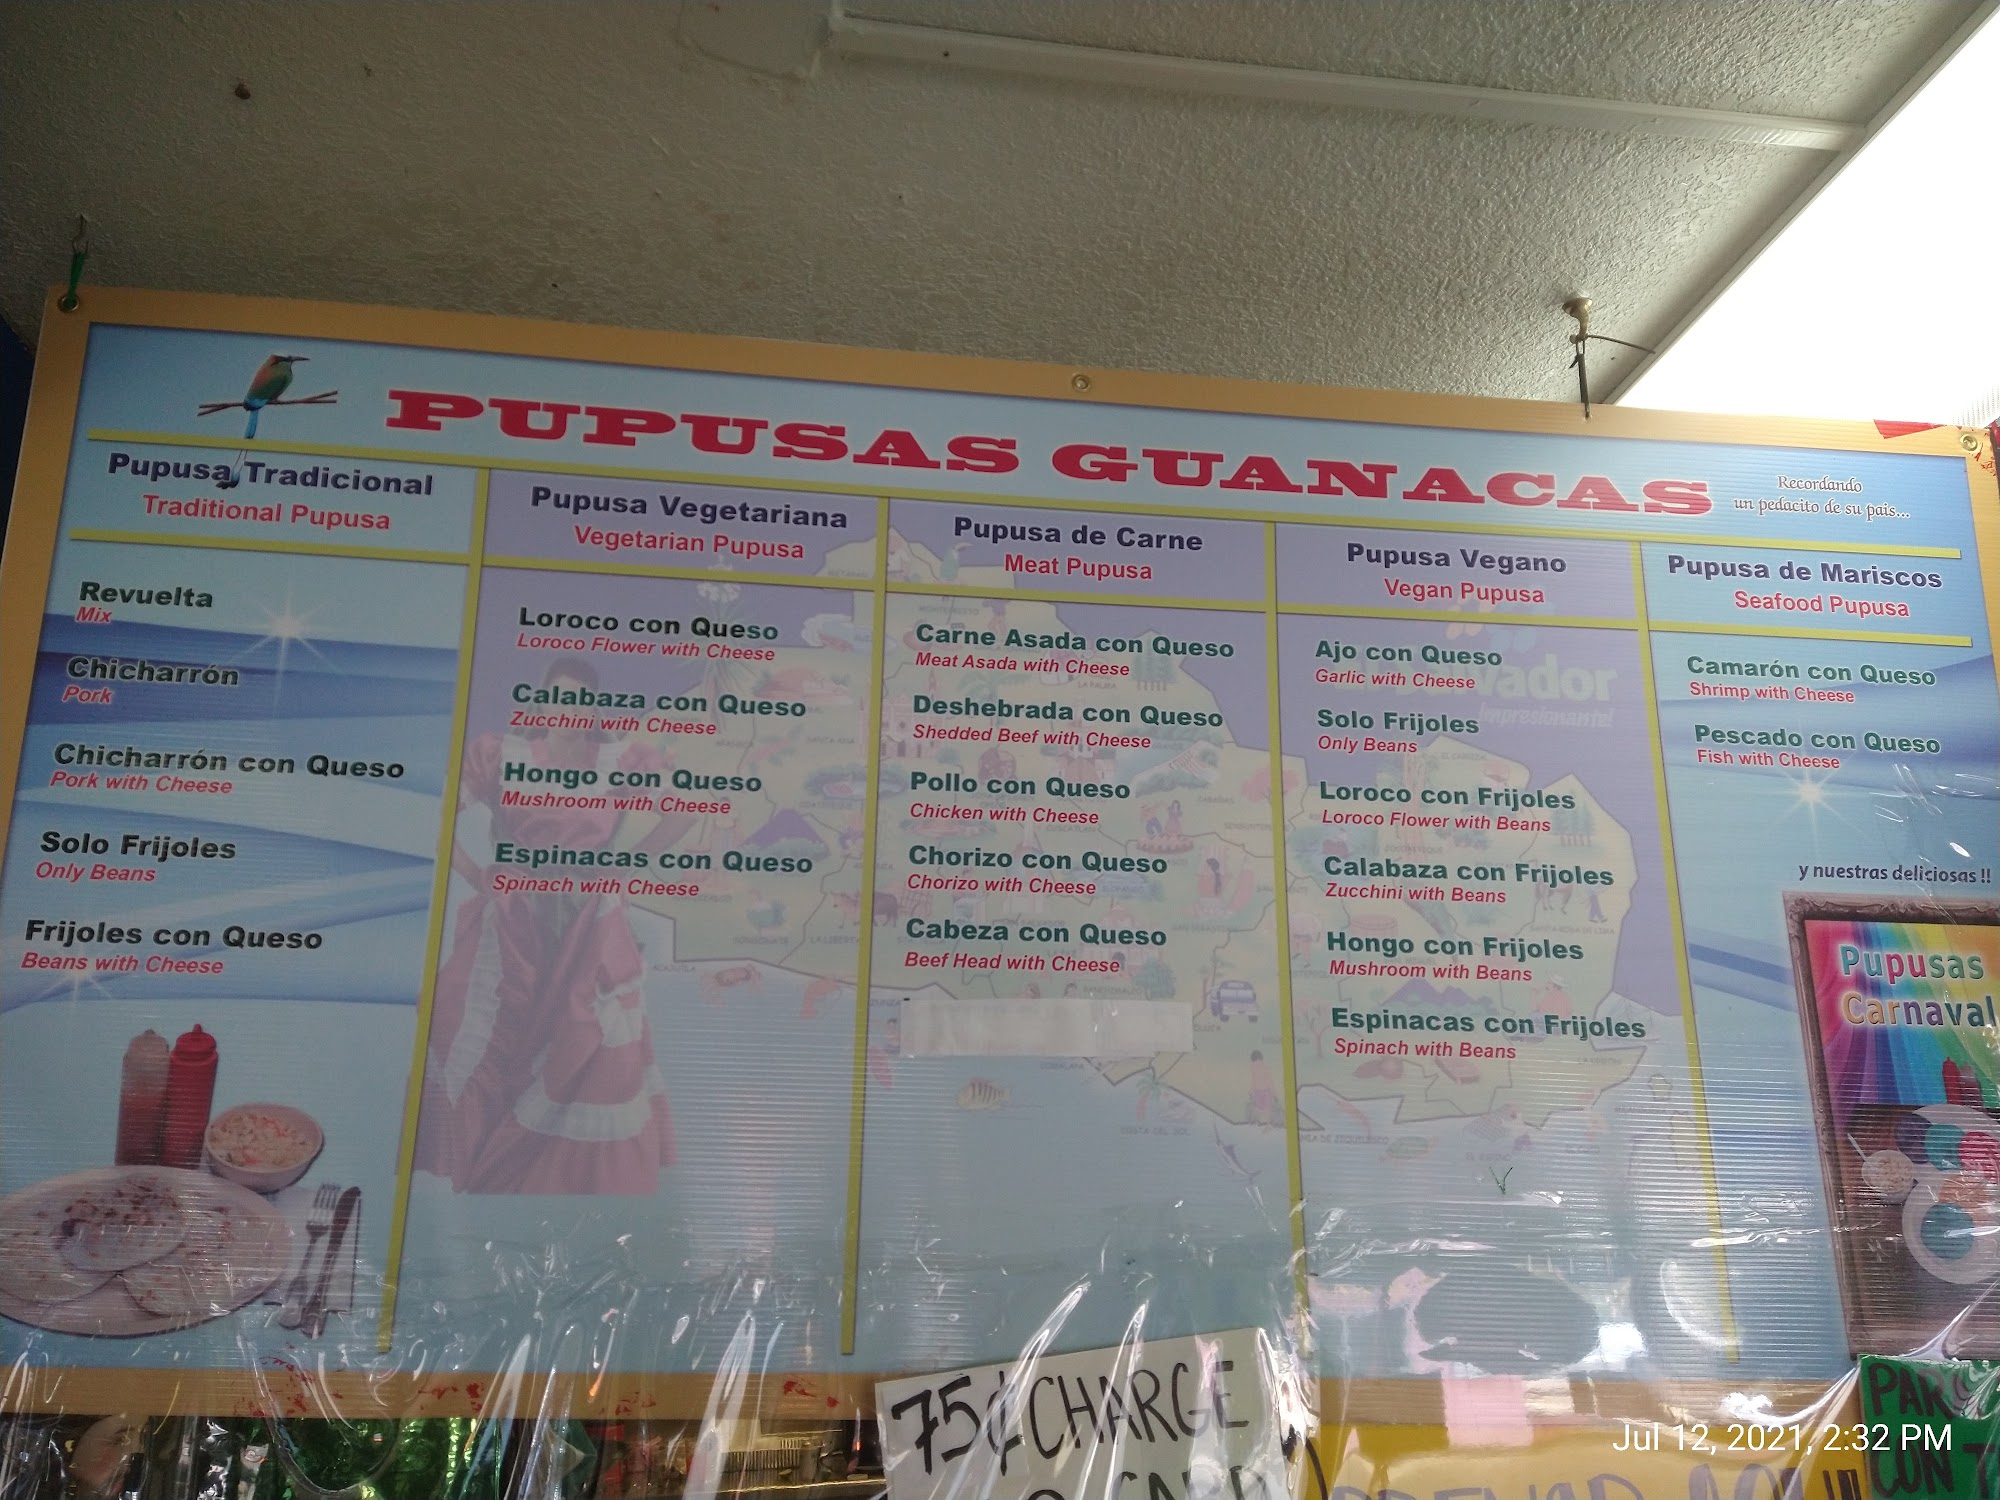 PUPUSAS GUANACAS
Recordando
un pedacito de su pais...
Pupusa Tradicional
Traditional Pupusa
Revuelta
Mix
Chicharrón
Pork
Chicharrón con Queso
Pork with Cheese
Solo Frijoles
Only Beans
Frijoles con Queso
Beans with Cheese
Pupusa Vegetariana
Vegetarian Pupusa
Loroco con Queso
Loroco Flower with Cheese
Calabaza con Queso
Zucchini with Cheese
Hongo con Queso
Mushroom with Cheese
Espinacas con Queso
Spinach with Cheese
Pupusa de Carne
Meat Pupusa
Carne Asada con Queso
Meat Asada with Cheese
Deshebrada con Queso
Shedded Beef with Cheese
Pollo con Queso
Chicken with Cheese
Chorizo con Queso
Chorizo with Cheese
Cabeza con Queso
Beef Head with Cheese
Pupusa Vegano
Vegan Pupusa
Ajo con Queso
Garlic with Cheese
Impresionante!
Solo Frijoles
Only Beans
Loroco con Frijoles
Loroco Flower with Beans
Calabaza con Frijoles
Zucchini with Beans
Hongo con Frijoles
Mushroom with Beans
Espinacas con Frijoles
Spinach with Beans
Pupusa de Mariscos
Seafood Pupusa
Camarón con Queso
Shrimp with Cheese
Pescado con Queso
Fish with Cheese
y nuestras deliciosas!!
Pupusas
Carnaval
75¢ CHARGE
CON
Jul 12, 2021, 2:32 PM